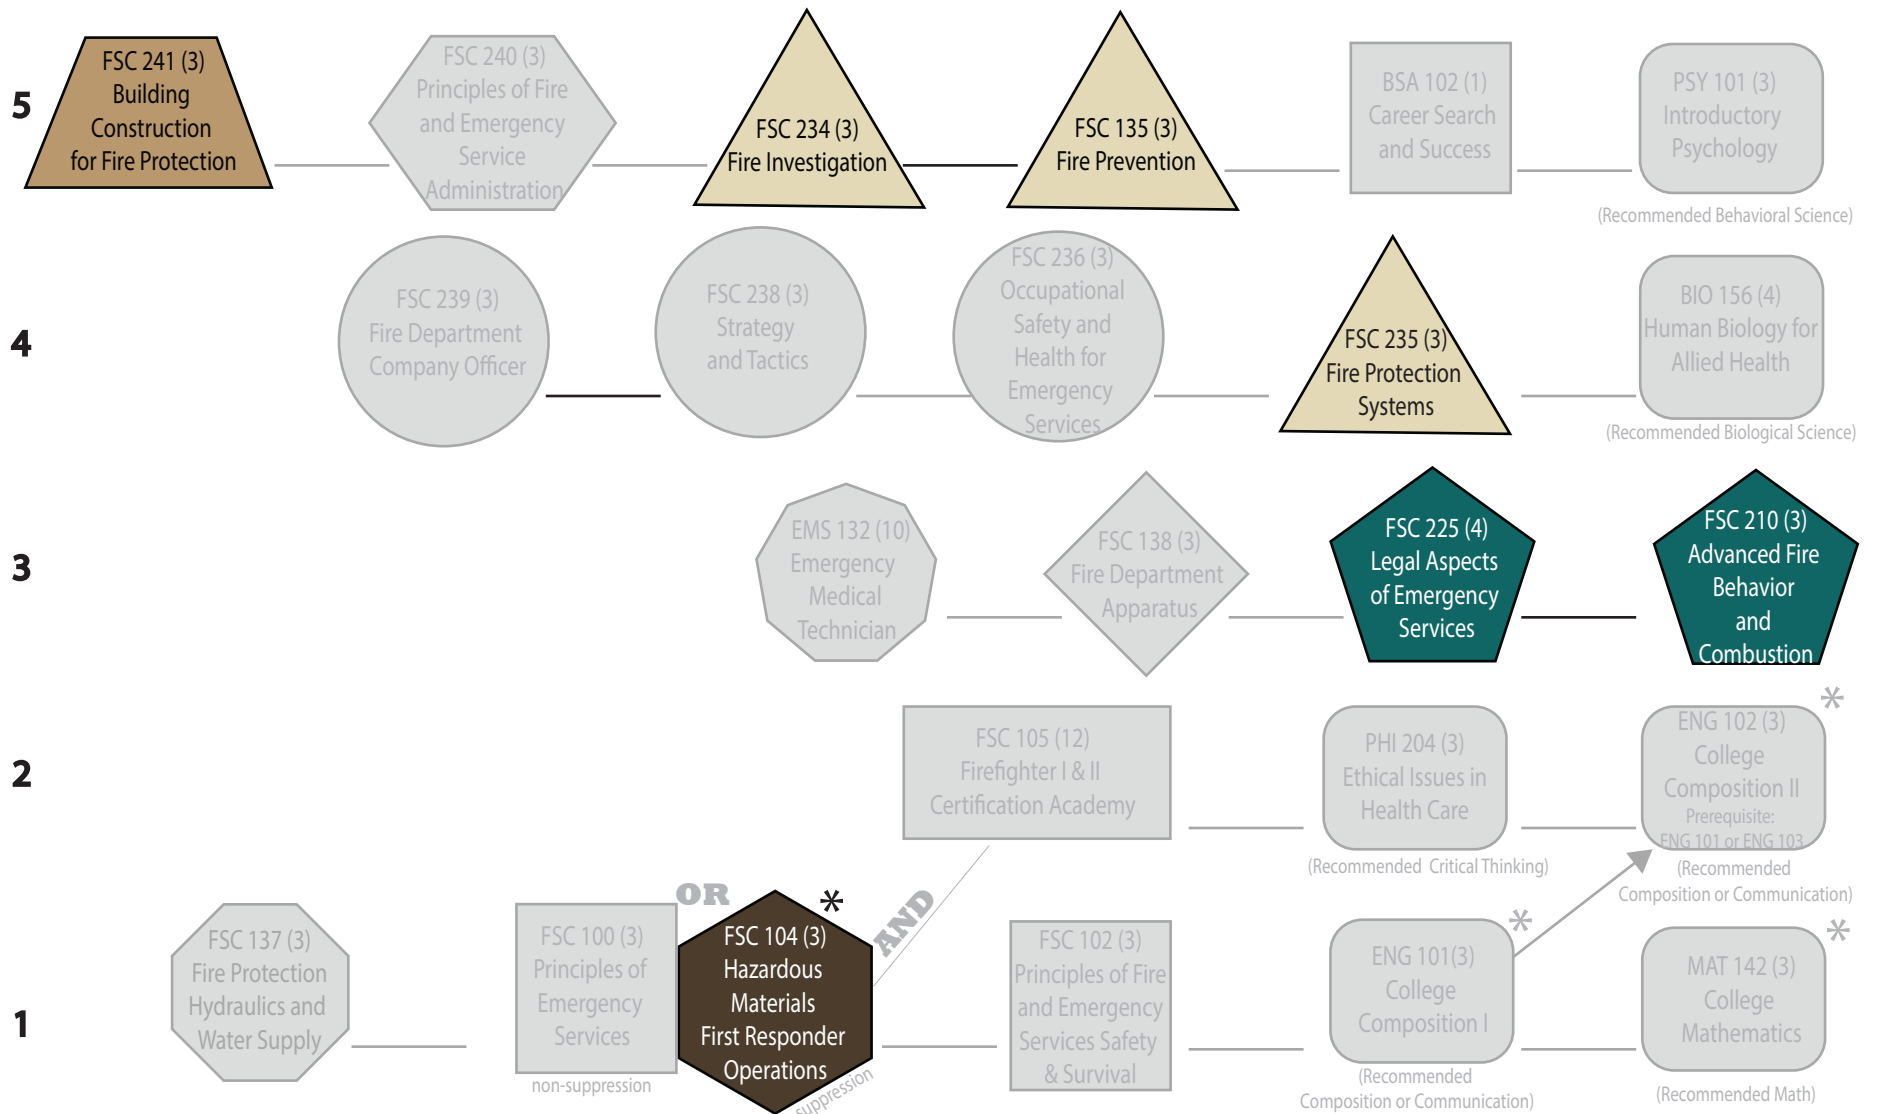 5
FSC 241 (3)
Building
Construction
for Fire Protection
FSC 240 (3)
Principles of Fire
and Emergency
Service
Administration
FSC 234 (3)
Fire Investigation
FSC 135 (3)
Fire Prevention
BSA 102 (1)
Career Search
and Success
PSY 101 (3)
Introductory
Psychology
(Recommended Behavioral Science)
4
FSC 239 (3)
Fire Department
Company Officer
FSC 238 (3)
Strategy
and Tactics
FSC 236 (3)
Occupational
Safety and
Health for
Emergency
Services
FSC 235 (3)
Fire Protection
Systems
BIO 156 (4)
Human Biology for
Allied Health
(Recommended Biological Science)
3
EMS 132 (10)
Emergency
Medical
Technician
FSC 138 (3)
Fire Department
Apparatus
FSC 225 (4)
Legal Aspects
of Emergency
Services
FSC 210 (3)
Advanced Fire
Behavior
and
Combustion
2
FSC 105 (12)
Firefighter I & II
Certification Academy
PHI 204 (3)
Ethical Issues in
Health Care
(Recommended Critical Thinking)
*
ENG 102 (3)
College
Composition II
Prerequisite:
ENG 101 or ENG 103
(Recommended
Composition or Communication)
1
FSC 137 (3)
Fire Protection
Hydraulics and
Water Supply
FSC 100 (3)
Principles of
Emergency
Services
non-suppression
OR
*
FSC 104 (3)
Hazardous
Materials
First Responder
Operations
suppression
AND
FSC 102 (3)
Principles of Fire
and Emergency
Services Safety
& Survival
*
ENG 101(3)
College
Composition I
(Recommended
Composition or Communication)
*
MAT 142 (3)
College
Mathematics
(Recommended Math)